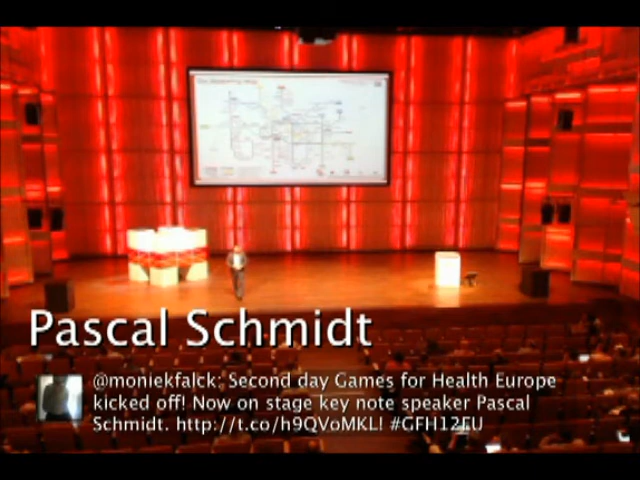 Pascal Schmidt
@moniekfalck: Second day Games for Health Europe
kicked off! Now on stage key note speaker Pascal
Schmidt. http://t.co/h9QVoMKL! #GFH12EU